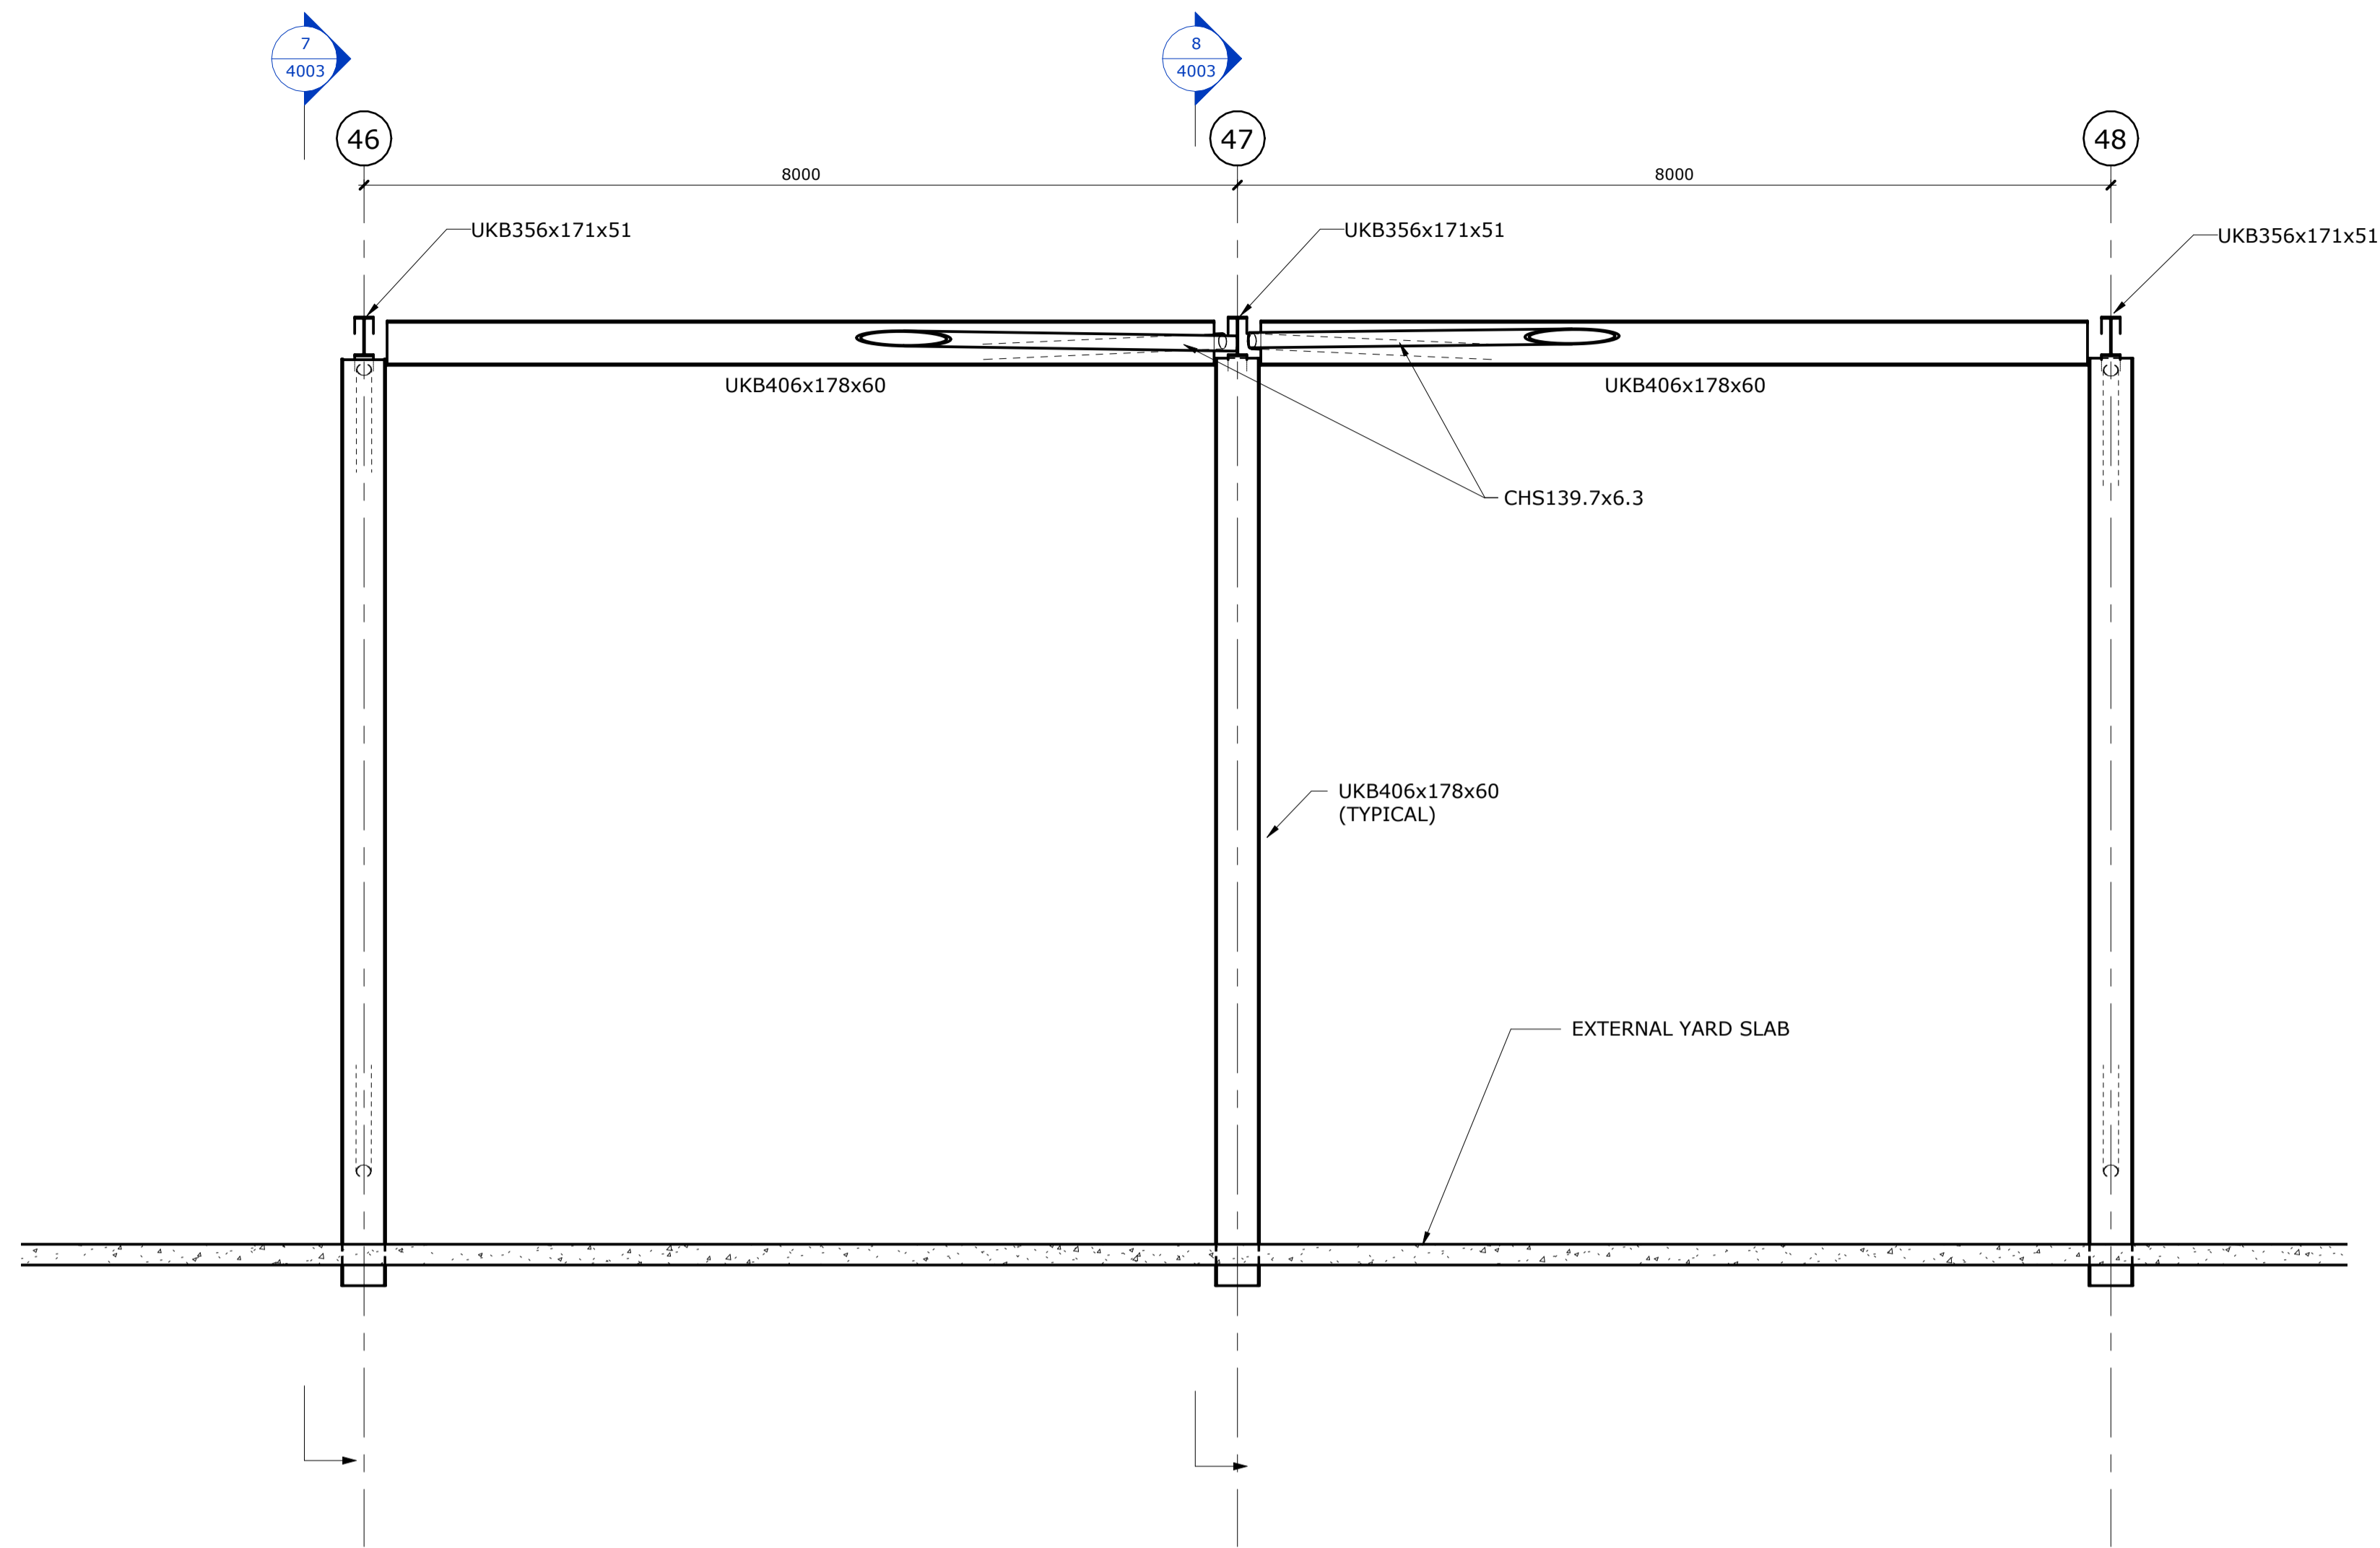 7
4003
8
4003
46
47
48
8000
8000
UKB356x171x51
UKB356x171x51
UKB356x171x51
UKB406x178x60
UKB406x178x60
CHS139.7x6.3
UKB406x178x60
(TYPICAL)
EXTERNAL YARD SLAB